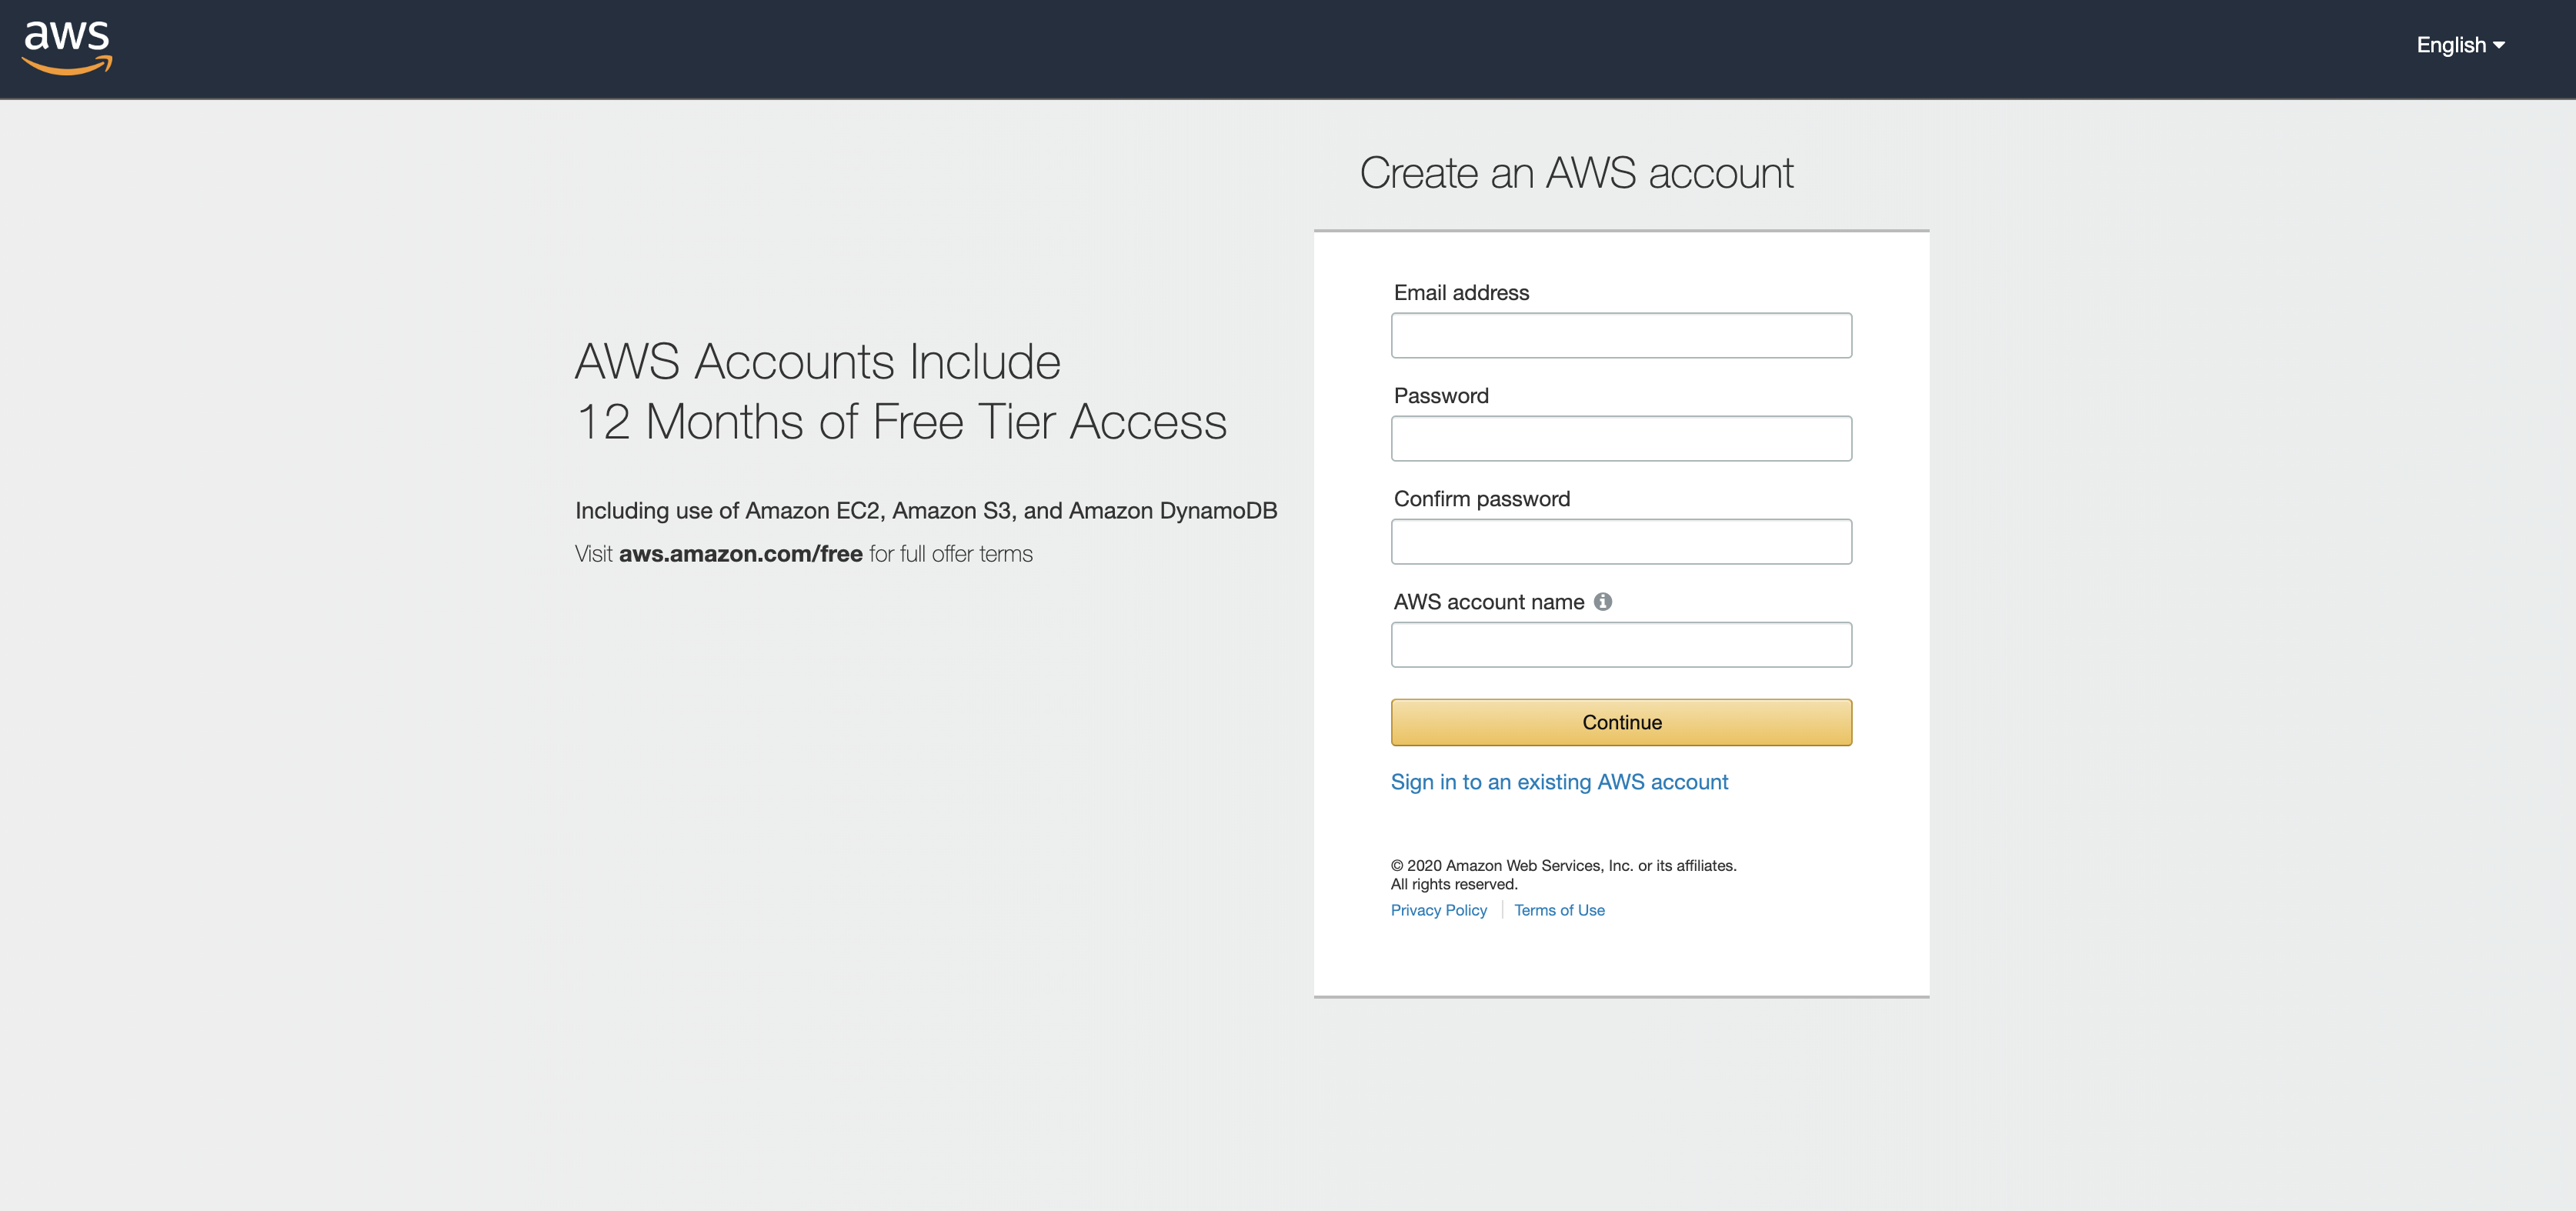 aws
English
Create an AWS account
AWS Accounts Include
12 Months of Free Tier Access
Including use of Amazon EC2, Amazon S3, and Amazon DynamoDB
Visit aws.amazon.com/free for full offer terms
Email address
Password
Confirm password
AWS account name
Continue
Sign in to an existing AWS account
© 2020 Amazon Web Services, Inc. or its affiliates.
All rights reserved.
Privacy Policy | Terms of Use